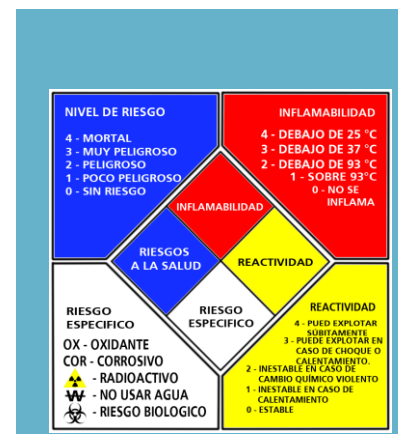 NIVEL DE RIESGO
4 - MORTAL
3 - MUY PELIGROSO
2 - PELIGROSO
1 - POCO PELIGROSO
0 - SIN RIESGO
INFLAMABILIDAD
4 - DEBAJO DE 25 °C
3 - DEBAJO DE 37 °C
2 - DEBAJO DE 93 °C
1 - SOBRE 93°C
0 - NO SE
INFLAMA
INFLAMABILIDAD
RIESGOS
A LA SALUD
REACTIVIDAD
RIESGO
ESPECIFICO
RIESGO
ESPECIFICO
OX - OXIDANTE
COR - CORROSIVO
- RADIOACTIVO
W - NO USAR AGUA
- RIESGO BIOLOGICO
REACTIVIDAD
4 - PUED EXPLOTAR
SÚBITAMENTE
3 - PUEDE EXPLOTAR EN
CASO DE CHOQUE O
CALENTAMIENTO.
2 - INESTABLE EN CASO DE
CAMBIO QUÍMICO VIOLENTO
1 - INESTABLE EN CASO DE
CALENTAMIENTO
0 - ESTABLE